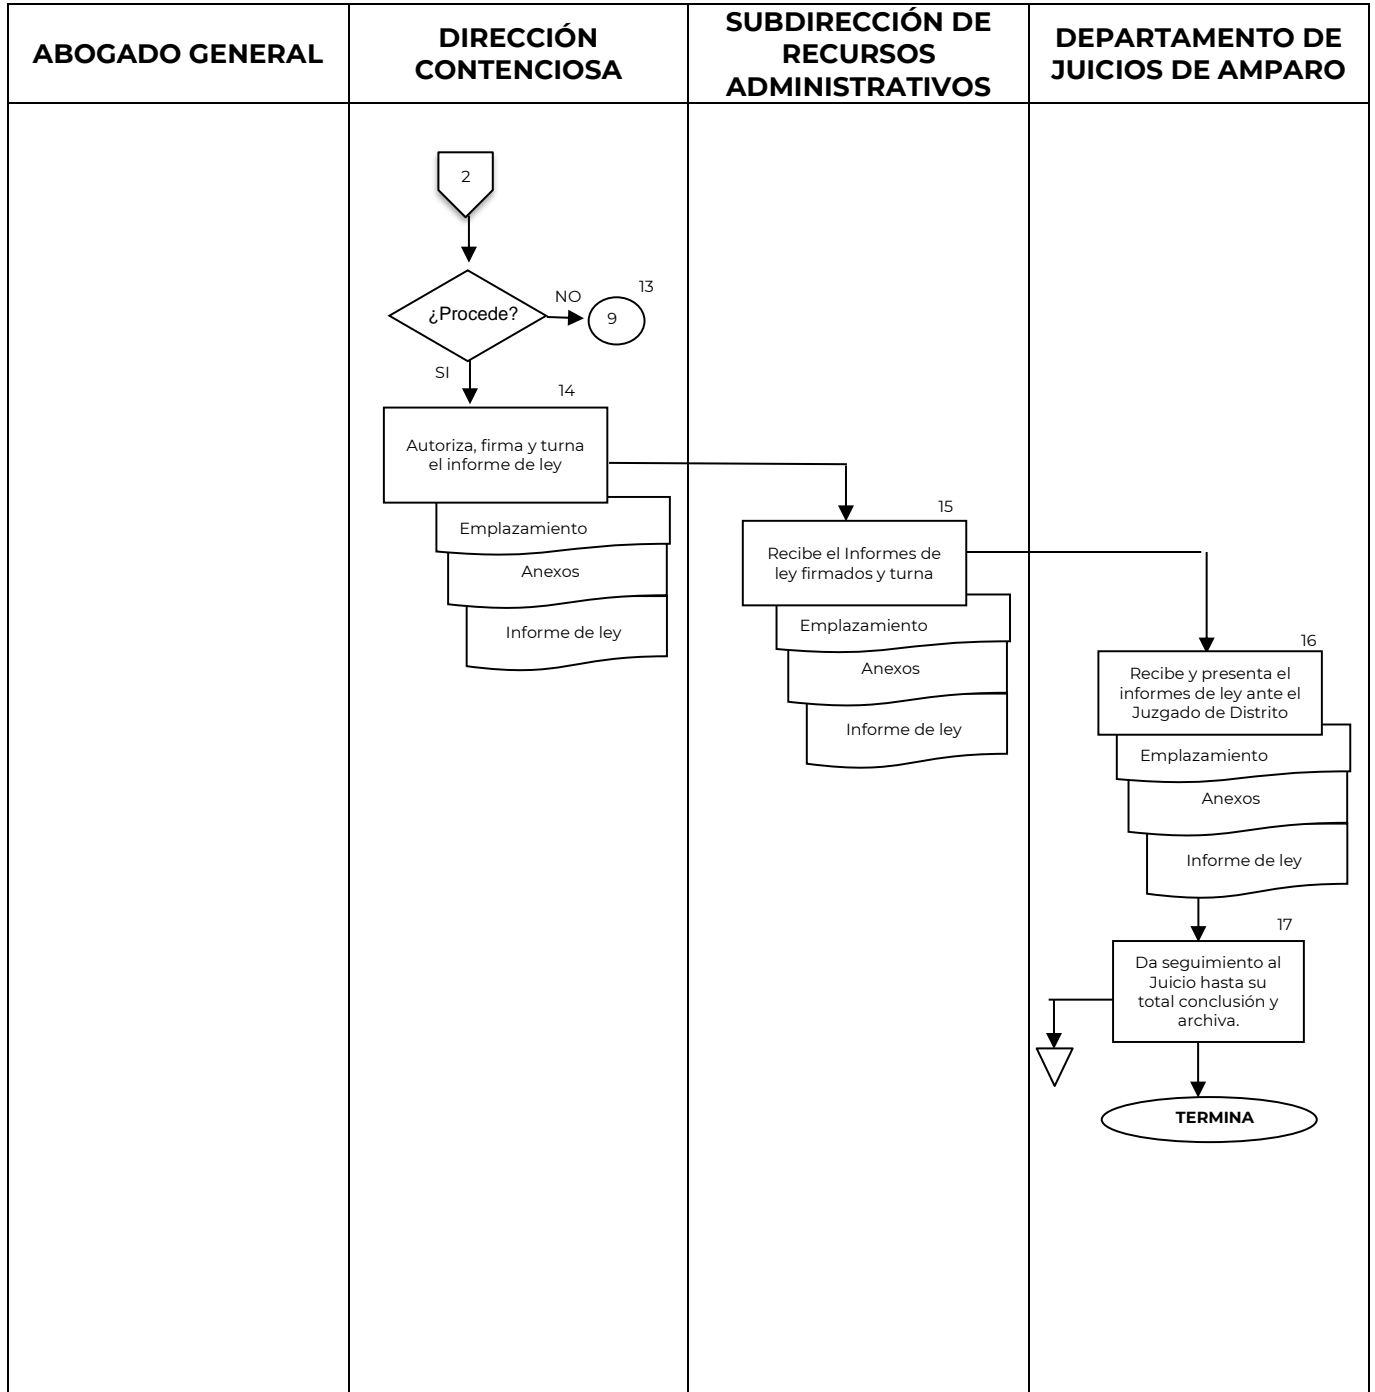 ABOGADO GENERAL
DIRECCIÓN
CONTENCIOSA
SUBDIRECCIÓN DE
RECURSOS
ADMINISTRATIVOS
DEPARTAMENTO DE
JUICIOS DE AMPARO
2
¿Procede?
NO
13
9
SI
14
Autoriza, firma y turna
el informe de ley
Emplazamiento
Anexos
Informe de ley
15
Recibe el Informes de
ley firmados y turna
Emplazamiento
Anexos
Informe de ley
16
Recibe y presenta el
informes de ley ante el
Juzgado de Distrito
Emplazamiento
Anexos
Informe de ley
17
Da seguimiento al
Juicio hasta su
total conclusión y
archiva.
TERMINA